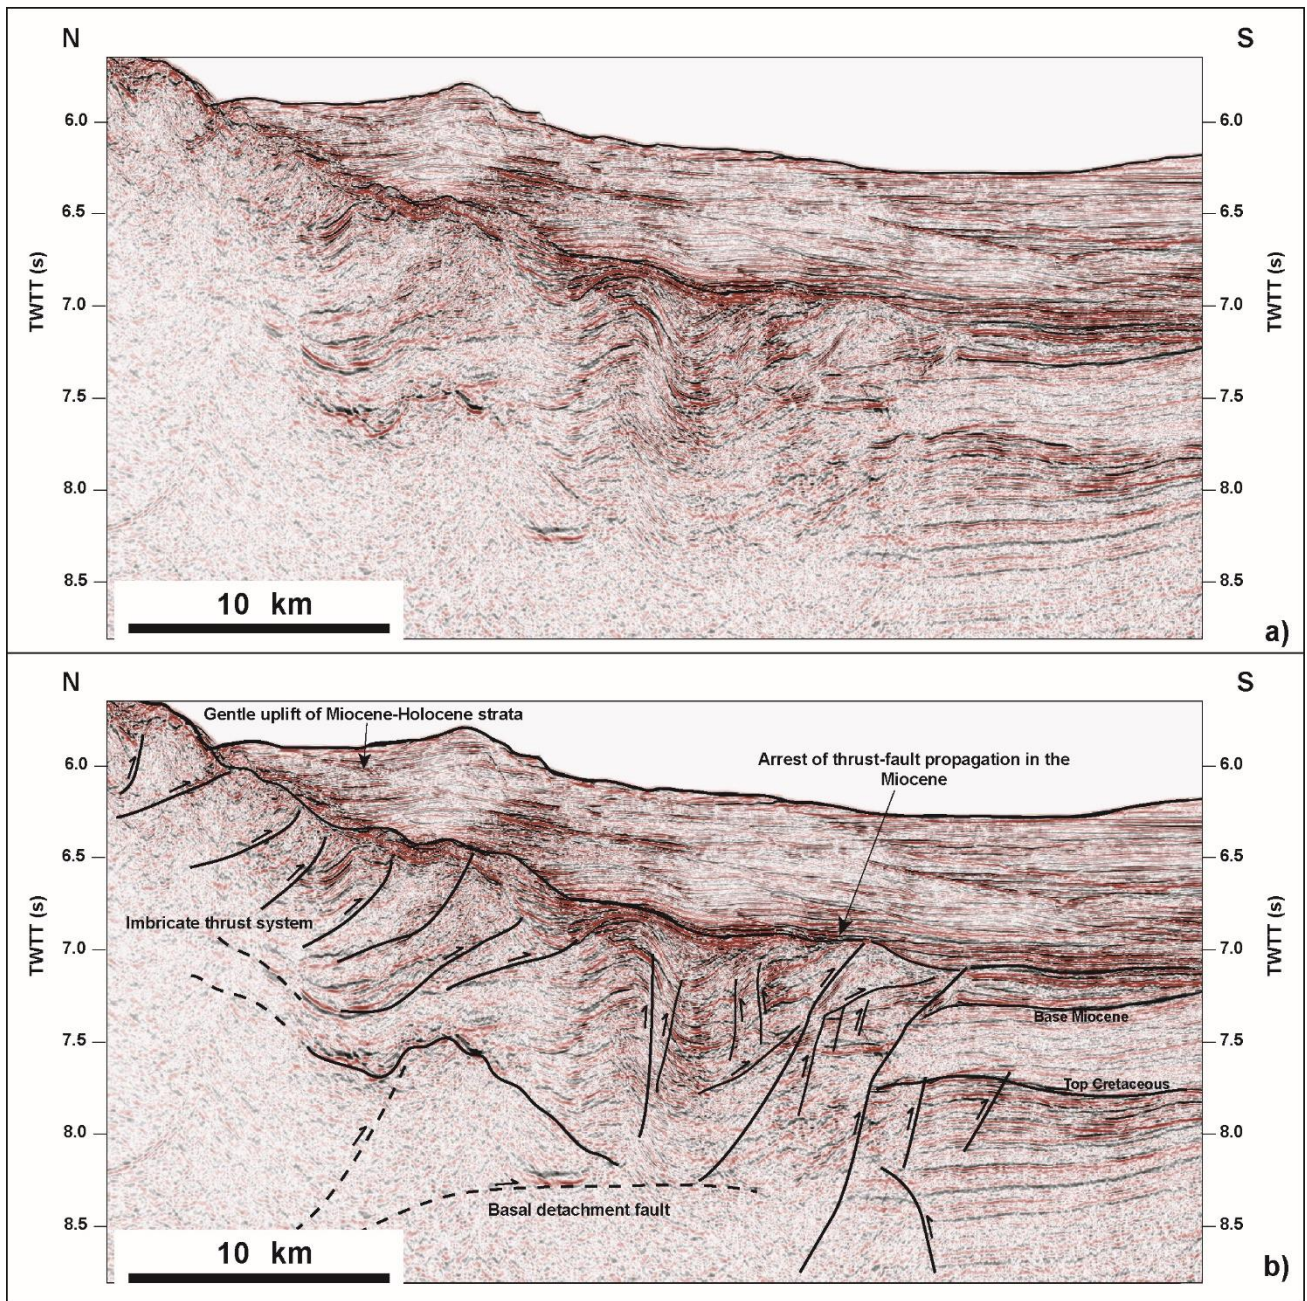 N
S
6.0
6.0
6.5
6.5
TWTT (s)
TWTT (s)
7.0
7.0
7.5
7.5
8.0
8.0
8.5
8.5
10 km
a)
N
S
Gentle uplift of Miocene-Holocene strata
Arrest of thrust-fault propagation in the
Miocene
6.0
6.0
6.5
6.5
Imbricate thrust system
TWTT (s)
TWTT (s)
7.0
7.0
Base Miocene
7.5
7.5
Top Cretaceous
8.0
8.0
Basal detachment fault
8.5
8.5
10 km
b)